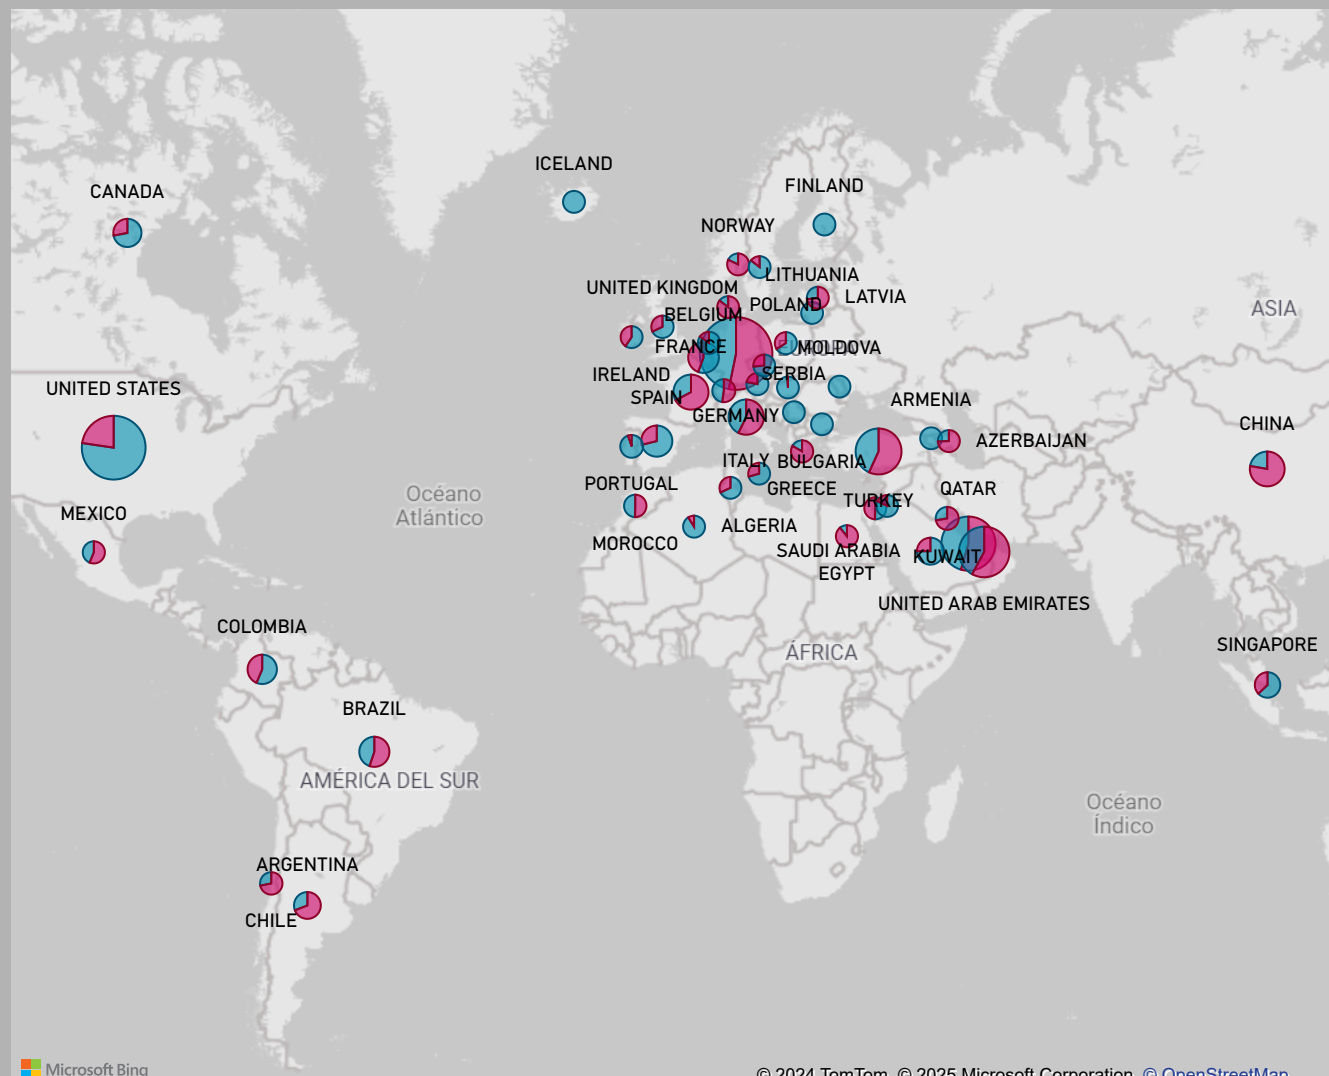 ICELAND
FINLAND
CANADA
NORWAY
LITHUANIA
UNITED KINGDOM
LATVIA
POLAND
BELGIUM
ASIA
FRANCE
MOLDOVA
IRELAND
SERBIA
UNITED STATES
SPAIN
ARMENIA
GERMANY
CHINA
AZERBAIJAN
ITALY
BULGARIA
PORTUGAL
GREECE
QATAR
Océano
Atlántico
TURKEY
MEXICO
ALGERIA
MOROCCO
SAUDI ARABIA
KUWAIT
EGYPT
UNITED ARAB EMIRATES
COLOMBIA
SINGAPORE
ÁFRICA
BRAZIL
AMÉRICA DEL SUR
Océano
Índico
ARGENTINA
CHILE
Microsoft Bing
© 2024 TomTom, © 2025 Microsoft Corporation, © OpenStreetMap